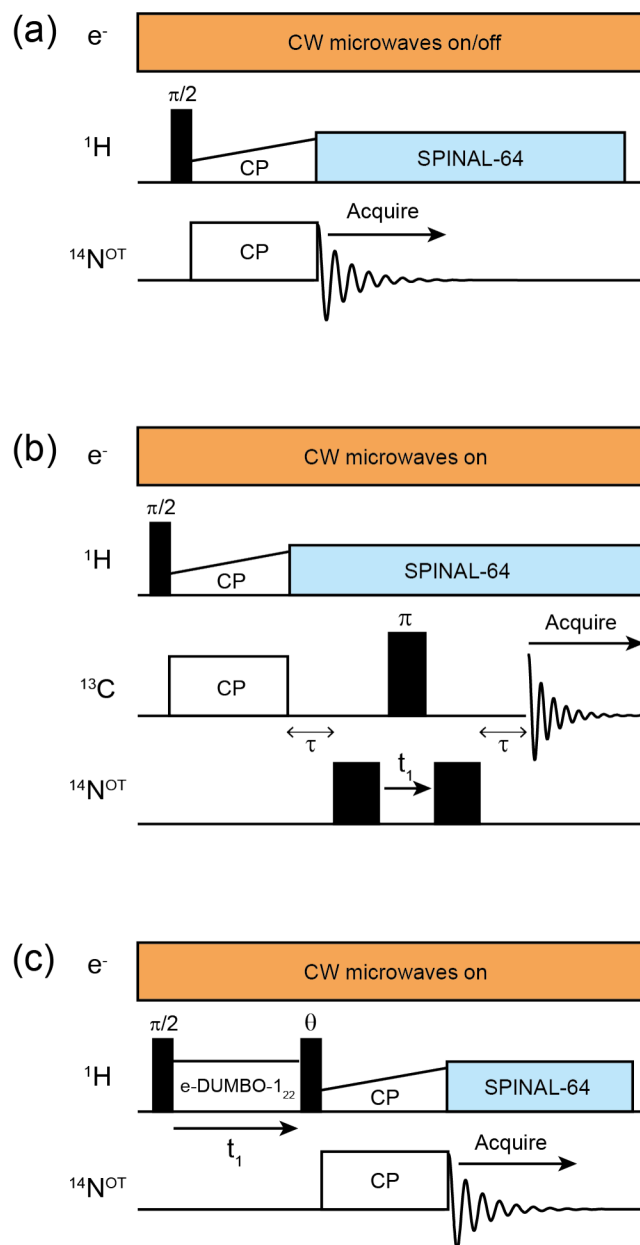 (a) e⁻ CW microwaves on/off
π/2
¹H CP SPINAL-64
Acquire
¹⁴Nᴼᵀ CP
(b) e⁻ CW microwaves on
π/2
¹H CP SPINAL-64
π Acquire
¹³C CP
τ τ
t₁
¹⁴Nᴼᵀ
(c) e⁻ CW microwaves on
π/2 θ
¹H e-DUMBO-1₂₂ CP SPINAL-64
t₁ Acquire
¹⁴Nᴼᵀ CP